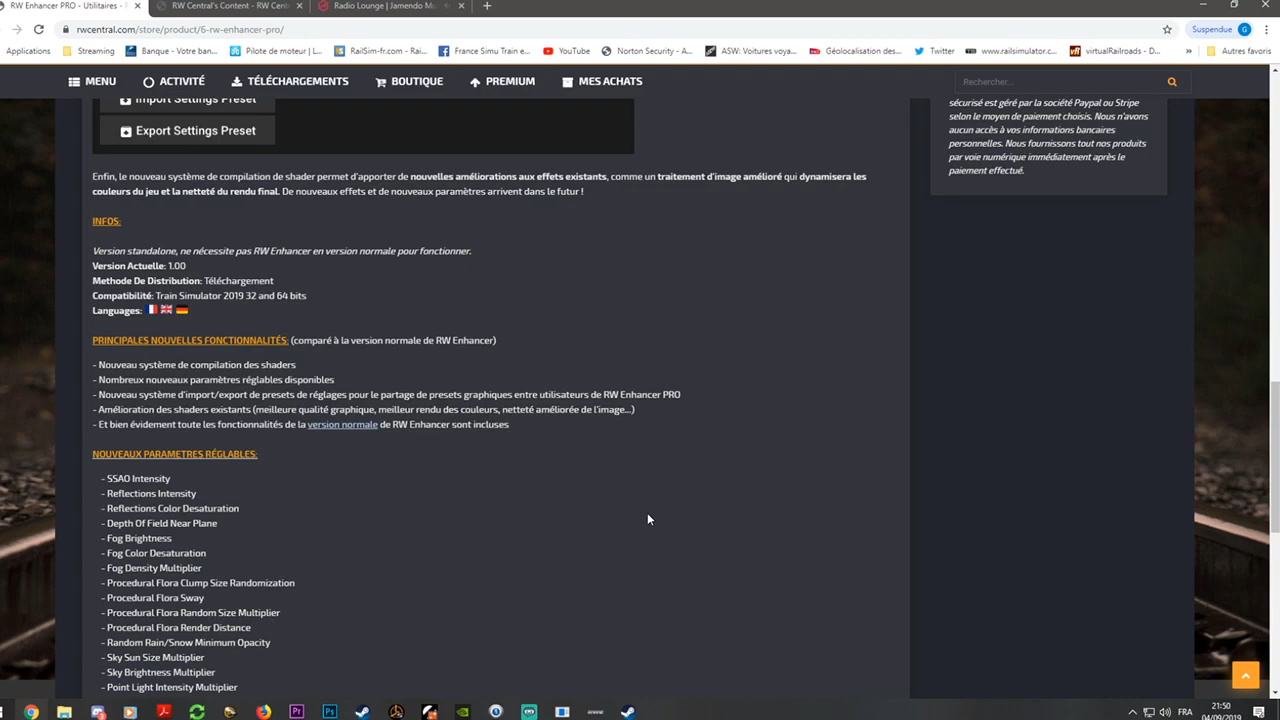 RW Enhancer PRO - Utilitaires - R
RW Central's Content - RW Cent
Radio Lounge | Jamendo Mu
rwcentral.com/store/product/6-rw-enhancer-pro/
Suspendue G
Applications Streaming Banque - Votre ban... Pilote de moteur | L... RailSim-fr.com - Rai... France Simu Train e... YouTube Norton Security - A... ASW: Voitures voya... Géolocalisation des... Twitter www.railsimulator.c... virtualRailroads - D... » Autres favoris
MENU ACTIVITÉ TÉLÉCHARGEMENTS BOUTIQUE PREMIUM MES ACHATS Rechercher...
Import Settings Preset
Export Settings Preset
sécurisé est géré par la société Paypal ou Stripe
selon le moyen de paiement choisis. Nous n'avons
aucun accès à vos informations bancaires
personnelles. Nous fournissons tout nos produits
par voie numérique immédiatement après le
paiement effectué.
Enfin, le nouveau système de compilation de shader permet d'apporter de nouvelles améliorations aux effets existants, comme un traitement d'image amélioré qui dynamisera les
couleurs du jeu et la netteté du rendu final. De nouveaux effets et de nouveaux paramètres arrivent dans le futur !
INFOS:
Version standalone, ne nécessite pas RW Enhancer en version normale pour fonctionner.
Version Actuelle: 1.00
Methode De Distribution: Téléchargement
Compatibilité: Train Simulator 2019 32 and 64 bits
Languages:
PRINCIPALES NOUVELLES FONCTIONNALITÉS: (comparé à la version normale de RW Enhancer)
- Nouveau système de compilation des shaders
- Nombreux nouveaux paramètres réglables disponibles
- Nouveau système d'import/export de presets de réglages pour le partage de presets graphiques entre utilisateurs de RW Enhancer PRO
- Amélioration des shaders existants (meilleure qualité graphique, meilleur rendu des couleurs, netteté améliorée de l'image...)
- Et bien évidement toute les fonctionnalités de la version normale de RW Enhancer sont incluses
NOUVEAUX PARAMETRES RÉGLABLES:
- SSAO Intensity
- Reflections Intensity
- Reflections Color Desaturation
- Depth Of Field Near Plane
- Fog Brightness
- Fog Color Desaturation
- Fog Density Multiplier
- Procedural Flora Clump Size Randomization
- Procedural Flora Sway
- Procedural Flora Random Size Multiplier
- Procedural Flora Render Distance
- Random Rain/Snow Minimum Opacity
- Sky Sun Size Multiplier
- Sky Brightness Multiplier
- Point Light Intensity Multiplier
FRA
21:50
04/09/2019